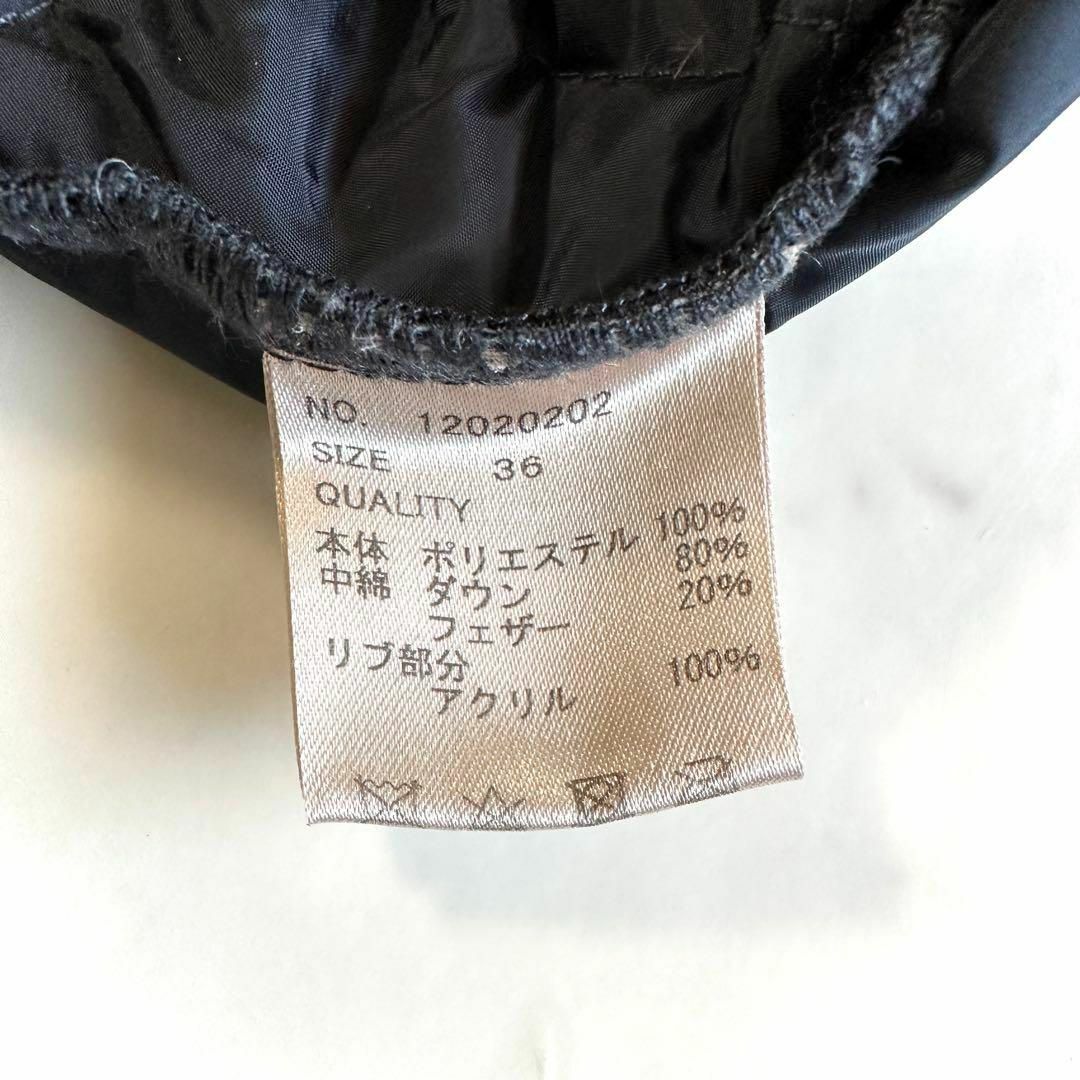 NO. 12020202
SIZE 36
QUALITY
本体 ポリエステル 100%
中綿 ダウン 80%
フェザー 20%
リブ部分
アクリル 100%